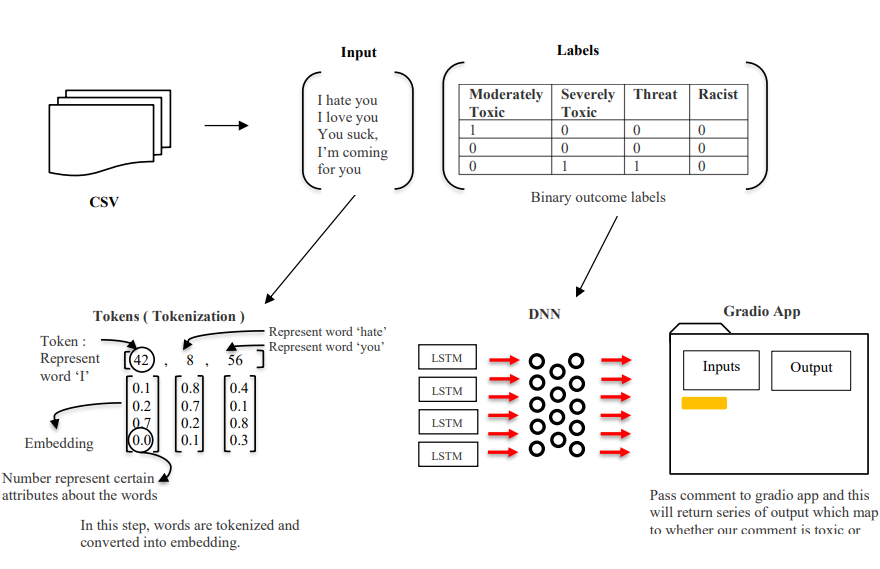 Input
Labels
I hate you
I love you
You suck,
I’m coming
for you
Moderately Toxic Severely Toxic Threat Racist
1 0 0 0
0 0 0 0
0 1 1 0
CSV
Binary outcome labels
Tokens ( Tokenization )
Token :
Represent
word ‘I’
Represent word ‘hate’
Represent word ‘you’
[42 , 8 , 56]
0.1 0.8 0.4
0.2 0.7 0.1
0.7 0.2 0.8
0.0 0.1 0.3
Embedding
Number represent certain
attributes about the words
In this step, words are tokenized and
converted into embedding.
DNN
LSTM
LSTM
LSTM
LSTM
Gradio App
Inputs
Output
Pass comment to gradio app and this
will return series of output which map
to whether our comment is toxic or